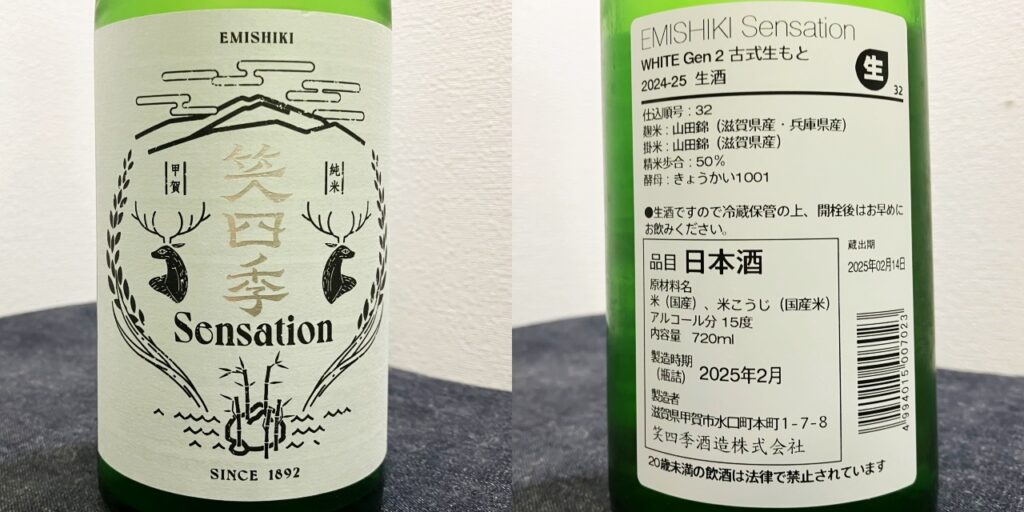 EMISHIKI
甲賀
純米
笑四季
Sensation
SINCE 1892
EMISHIKI Sensation
WHITE Gen 2 古式生もと
2024-25 生酒
生
32
仕込順号:32
麹米:山田錦(滋賀県産・兵庫県産)
掛米:山田錦(滋賀県産)
精米歩合:50%
酵母:きょうかい1001
●生酒ですので冷蔵保管の上、開栓後はお早めに
お飲みください。
品目 日本酒
原材料名
米(国産)、米こうじ(国産米)
アルコール分 15度
内容量 720ml
製造時期
(瓶詰) 2025年2月
製造者
滋賀県甲賀市水口町本町1-7-8
笑四季酒造株式会社
蔵出期
2025年02月14日
4994015007023
20歳未満の飲酒は法律で禁止されています